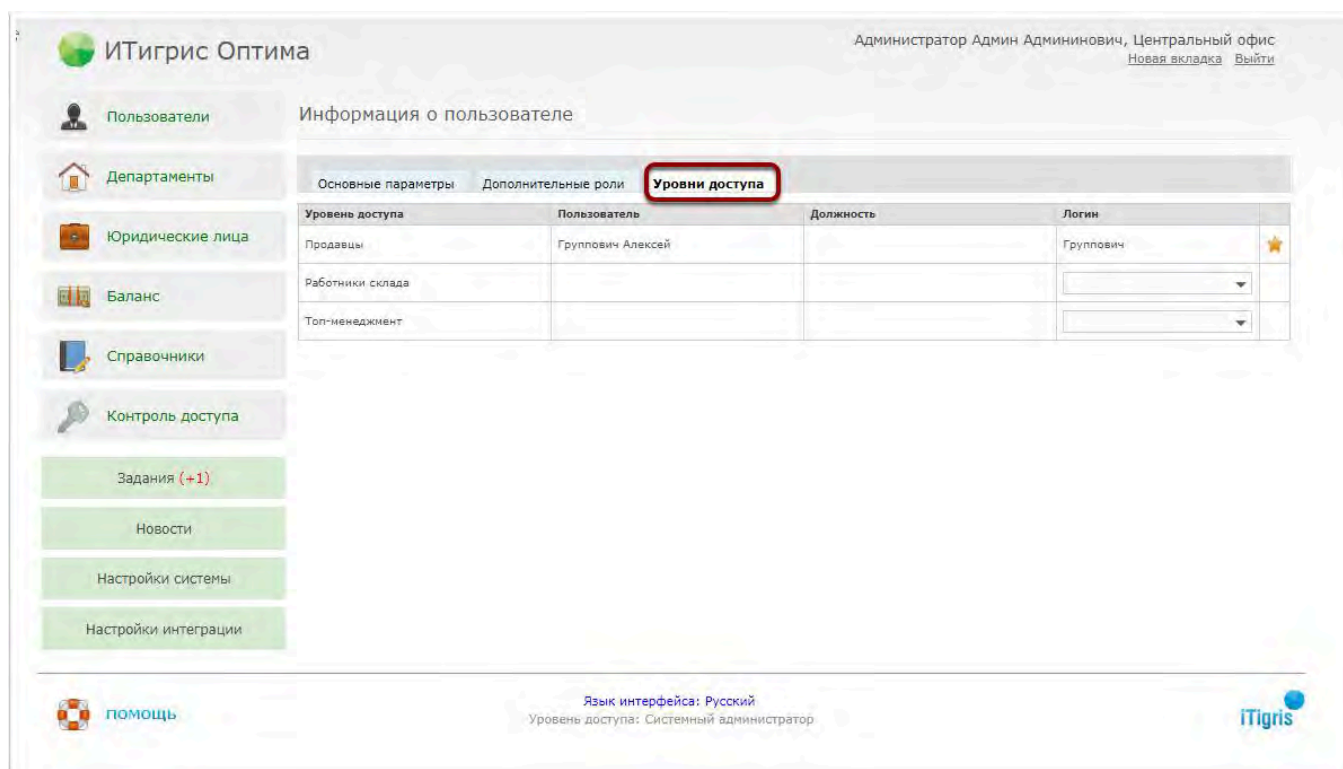 ИТигрис Оптима
Администратор Админ Админинович, Центральный офис
Новая вкладка Выйти
Пользователи
Департаменты
Юридические лица
Баланс
Справочники
Контроль доступа
Задания (+1)
Новости
Настройки системы
Настройки интеграции
Информация о пользователе
Основные параметры Дополнительные роли Уровни доступа
Уровень доступа Пользователь Должность Логин
Продавцы Группович Алексей Группович
Работники склада
Топ-менеджмент
ПОМОЩЬ
Язык интерфейса: Русский
Уровень доступа: Системный администратор
iTigris